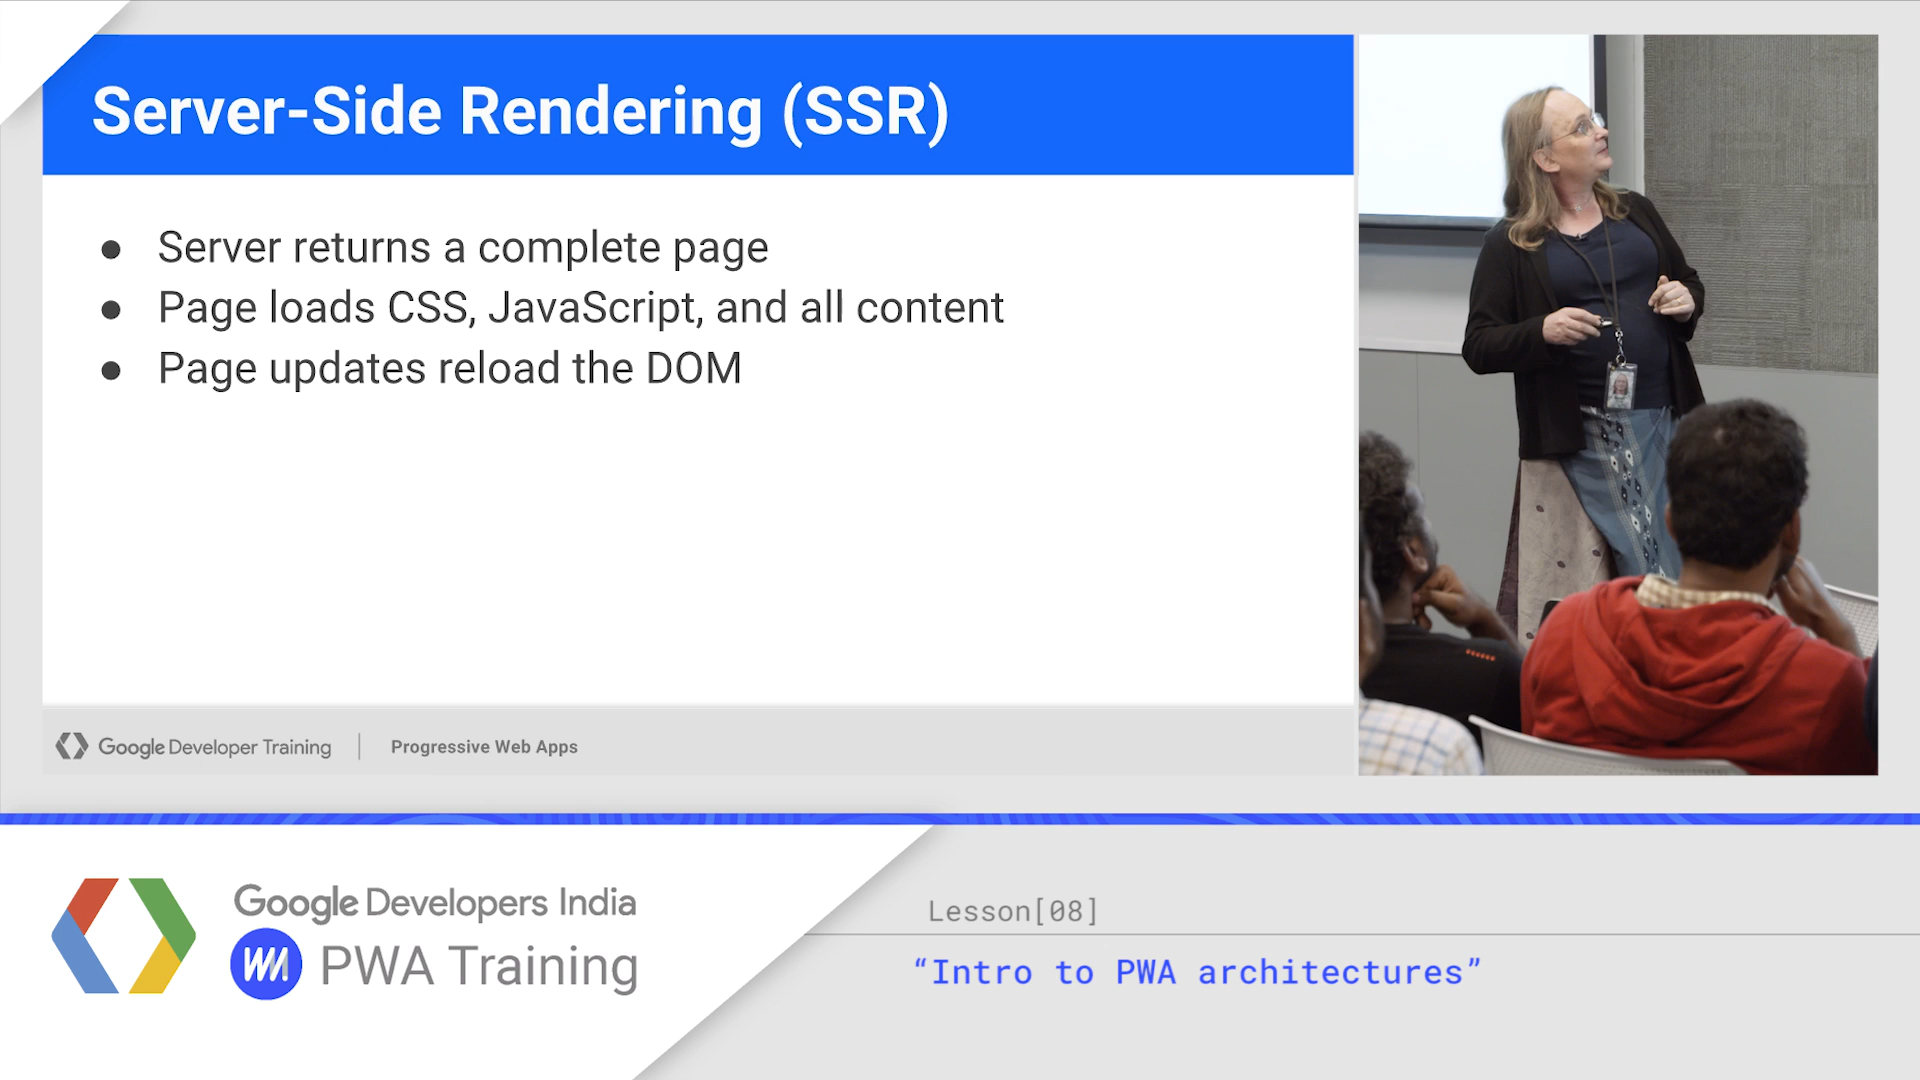 Server-Side Rendering (SSR)
● Server returns a complete page
● Page loads CSS, JavaScript, and all content
● Page updates reload the DOM
Google Developer Training | Progressive Web Apps
Google Developers India
PWA Training
Lesson[08]
“Intro to PWA architectures”